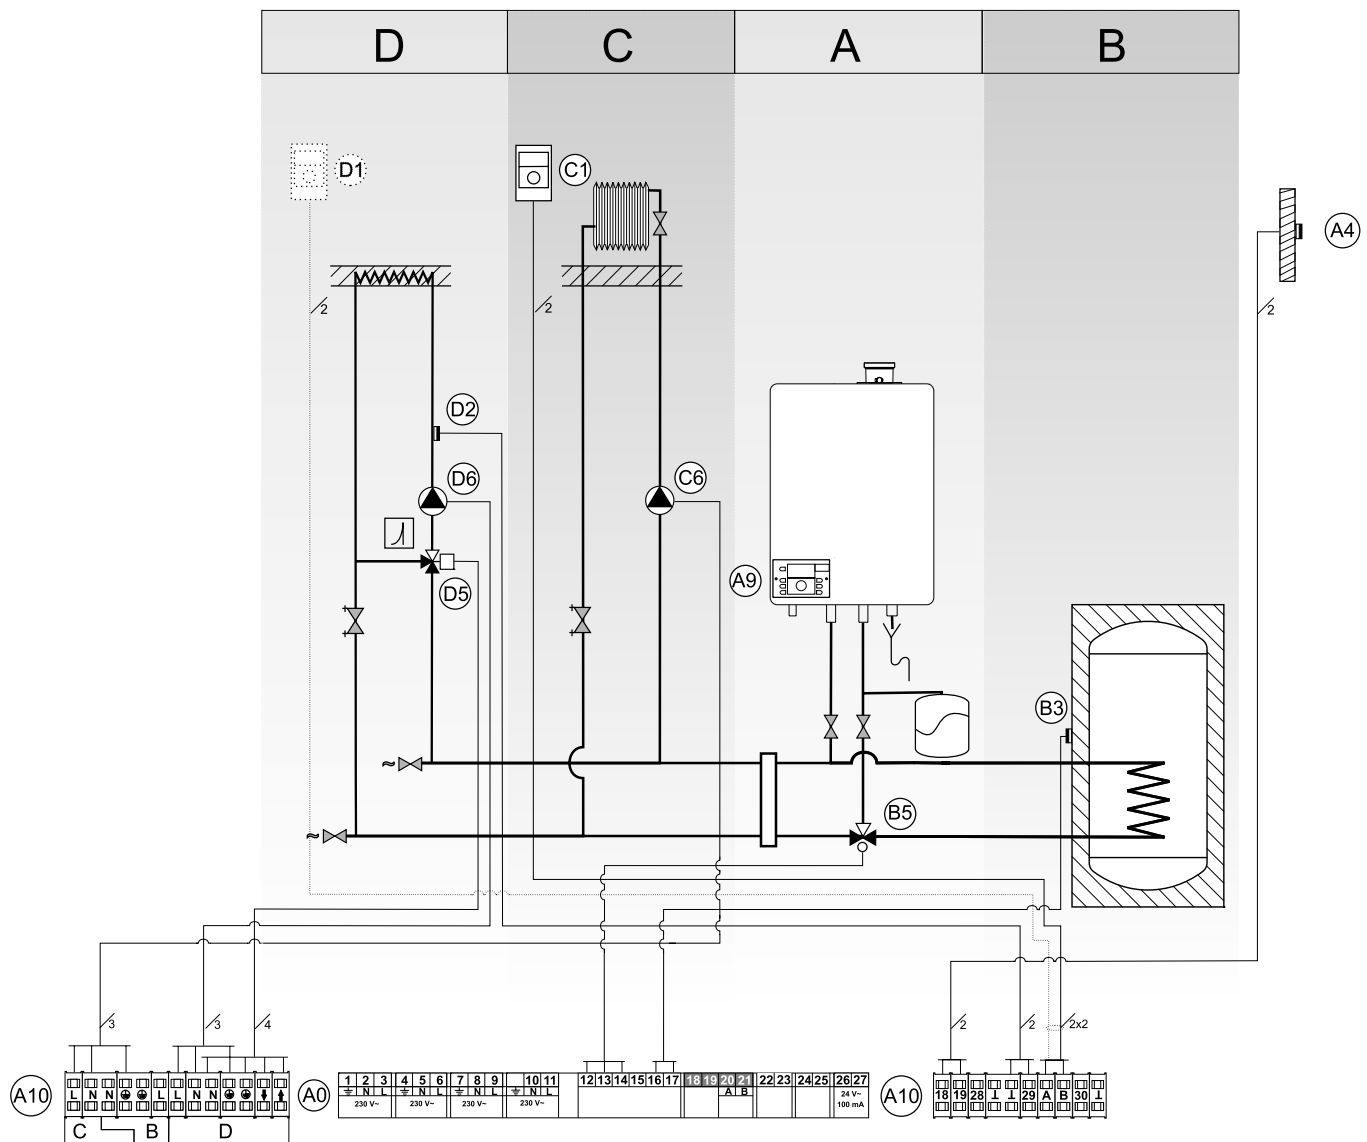 D C A B
D1 C1
A4
2 2 2
D2
D6 C6
D5 A9
B3
≈
B5
≈
3 3 4 2 2 2x2
A10 L N N L L N N
C B D
A0 1 2 3 4 5 6 7 8 9 10 11 12 13 14 15 16 17 18 19 20 21 22 23 24 25 26 27
N L N L N L N L A B
230 V~ 230 V~ 230 V~ 230 V~ 24 V~
100 mA
A10 18 19 28 ⊥ ⊥ 29 A B 30 ⊥